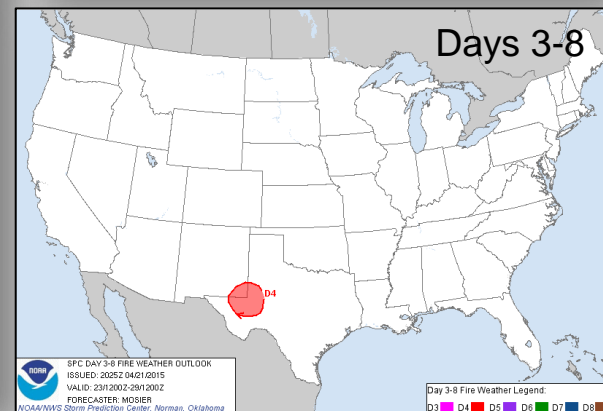 Days 3-8
D4
NOAA
SPC DAY 3-8 FIRE WEATHER OUTLOOK
ISSUED: 2025Z 04/21/2015
VALID: 23/1200Z-29/1200Z
FORECASTER: MOSIER
NOAA/NWS Storm Prediction Center, Norman, Oklahoma
Day 3-8 Fire Weather Legend:
D3 D4 D5 D6 D7 D8